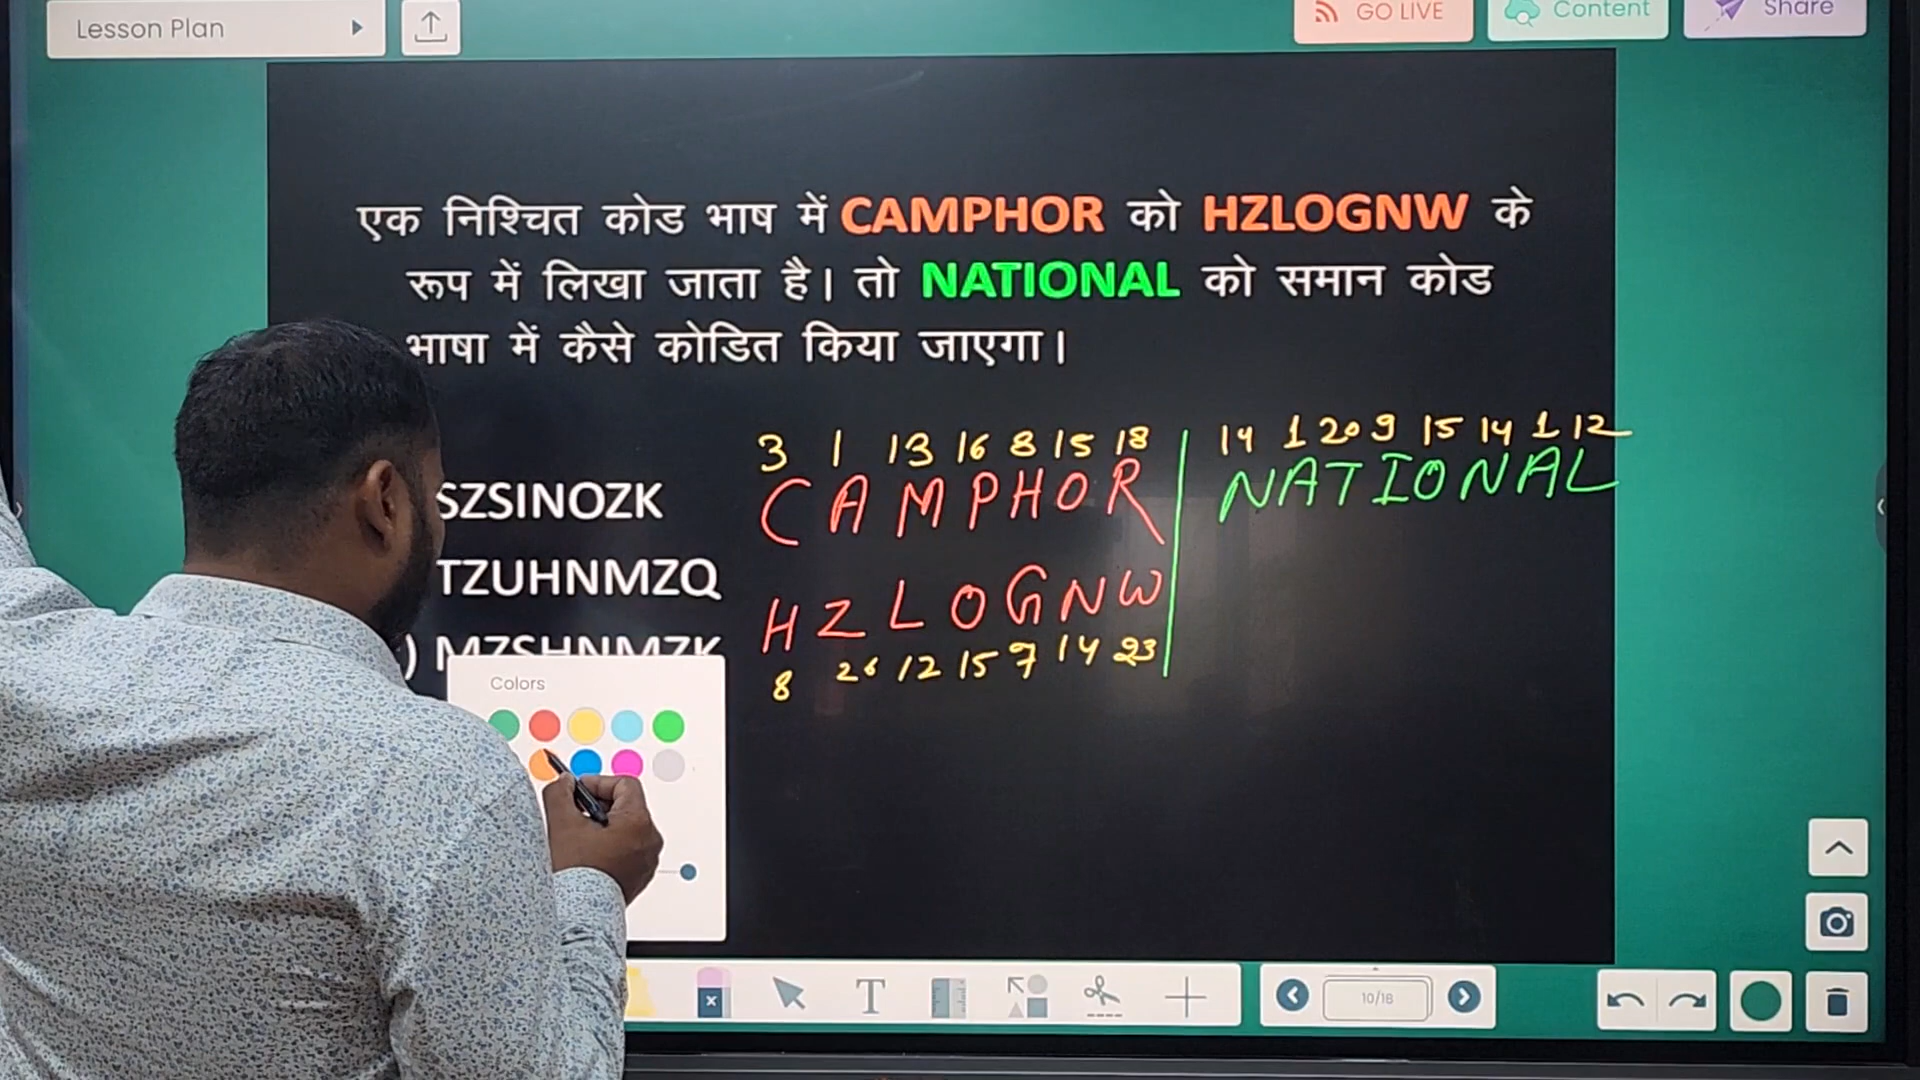 Lesson Plan
GO LIVE
Content
Share
एक निश्चित कोड भाष में CAMPHOR को HZLOGNW के
रूप में लिखा जाता है। तो NATIONAL को समान कोड
भाषा में कैसे कोडित किया जाएगा।
SZSINOZK
TZUHNMZQ
) MZSHNMZK
3 1 13 16 8 15 18
CAMPHOR
HZLOGNW
8 26 12 15 7 14 23
14 1 20 9 15 14 1 12
NATIONAL
Colors
T
10/18